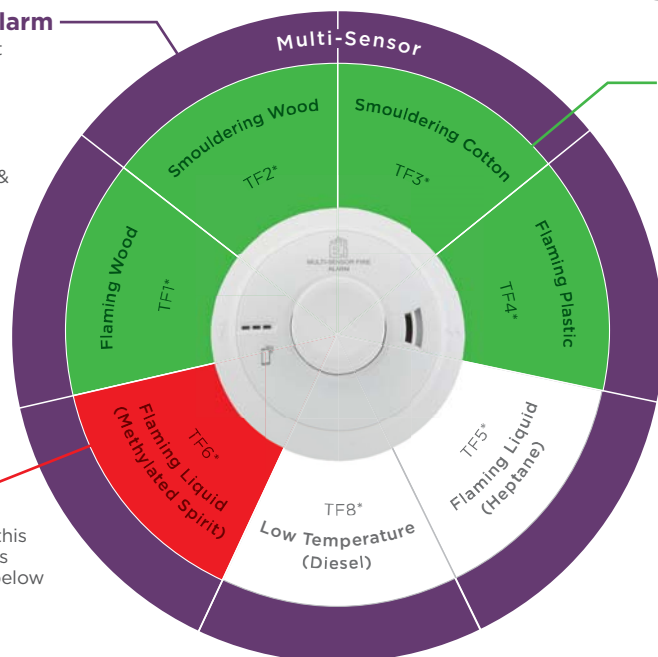 larm
&
this
s
elow
Multi-Sensor
Smouldering Wood
TF2*
Smouldering Cotton
TF3*
Flaming Plastic
TF4*
TF5*
Flaming Liquid
(Heptane)
TF8*
Low Temperature
(Diesel)
TF6*
Flaming Liquid
(Methylated Spirit)
Flaming Wood
TF1*
MULTI-SENSOR FIRE
ALARM